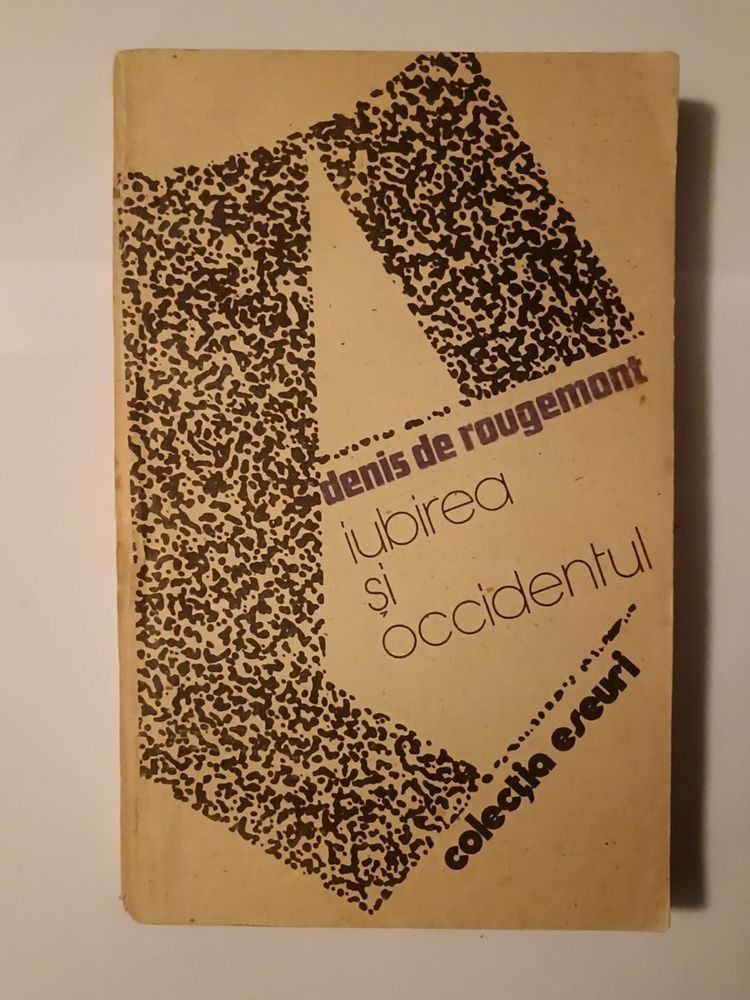 denis de rougemont
iubirea
și
occidentul
colecția eseuri